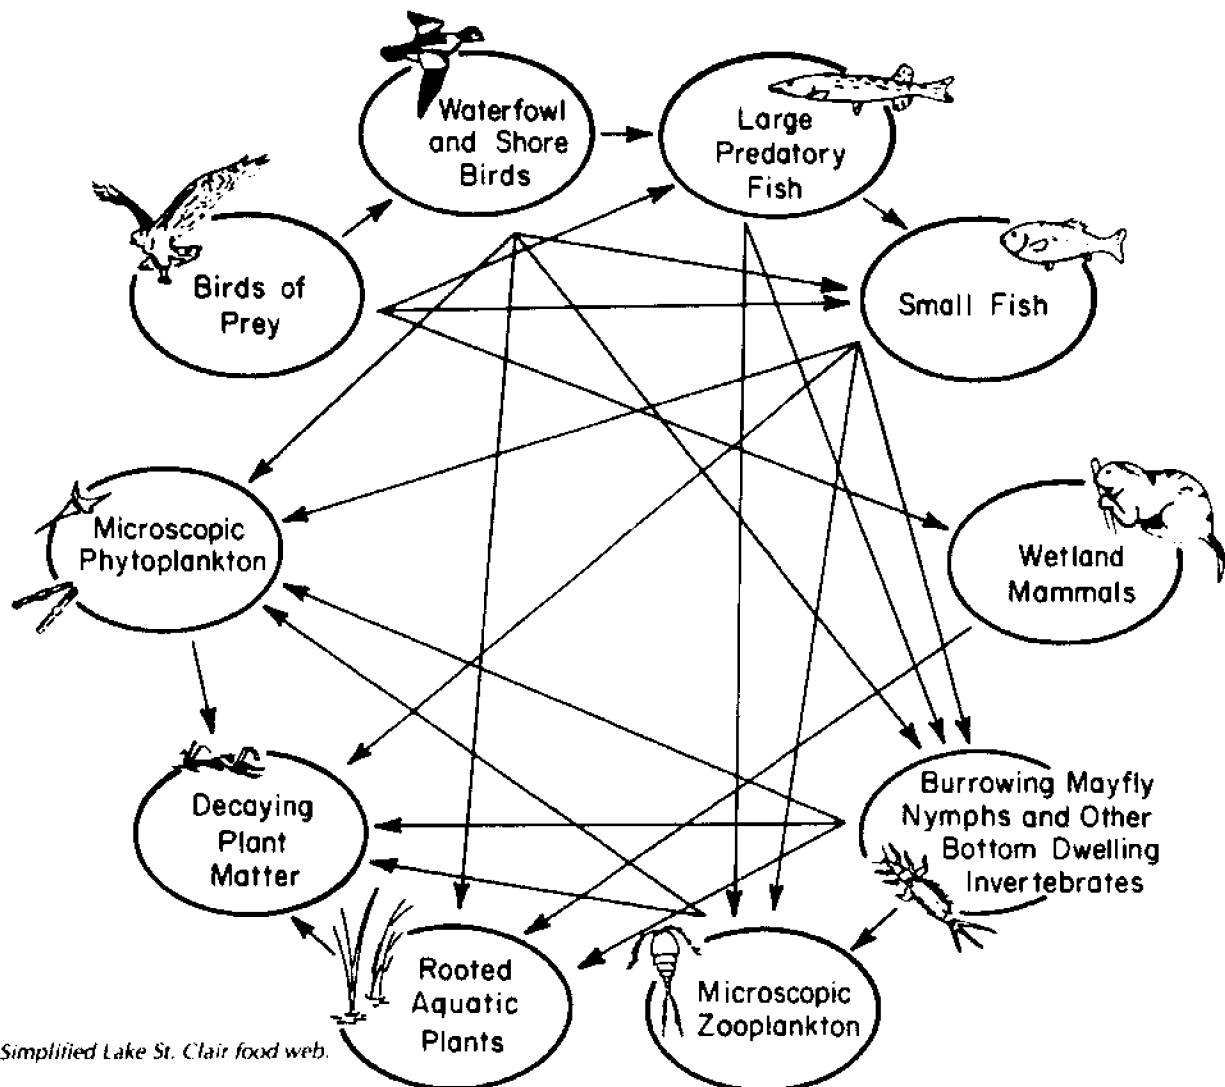 Waterfowl
and Shore
Birds
Large
Predatory
Fish
Birds of
Prey
Small Fish
Microscopic
Phytoplankton
Wetland
Mammals
Decaying
Plant
Matter
Burrowing Mayfly
Nymphs and Other
Bottom Dwelling
Invertebrates
Rooted
Aquatic
Plants
Microscopic
Zooplankton
Simplified Lake St. Clair food web.